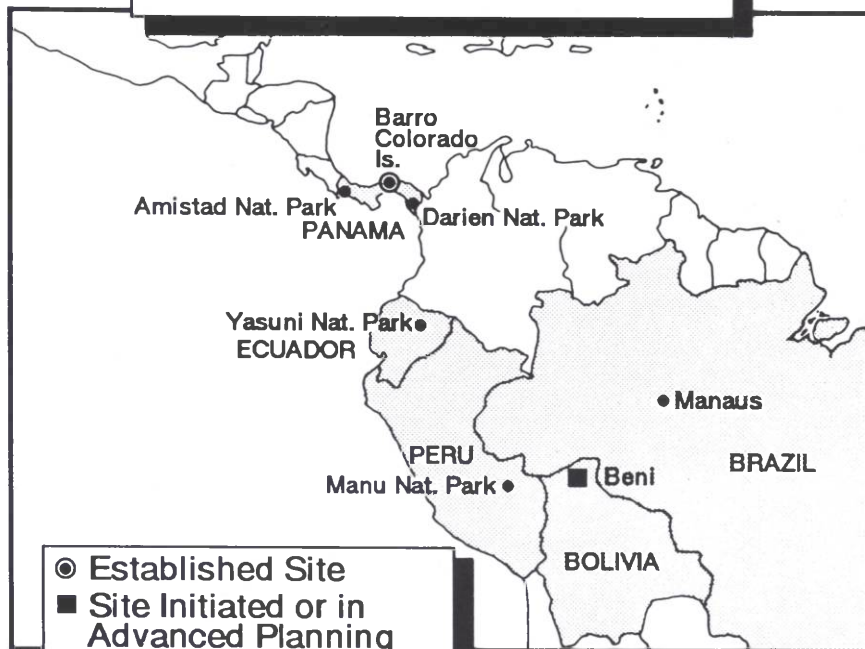 Barro
Colorado
Is.
Amistad Nat. Park
PANAMA
Darien Nat. Park
Yasuni Nat. Park
ECUADOR
Manaus
PERU
BRAZIL
Manu Nat. Park
Beni
BOLIVIA
Established Site
Site Initiated or in
Advanced Planning